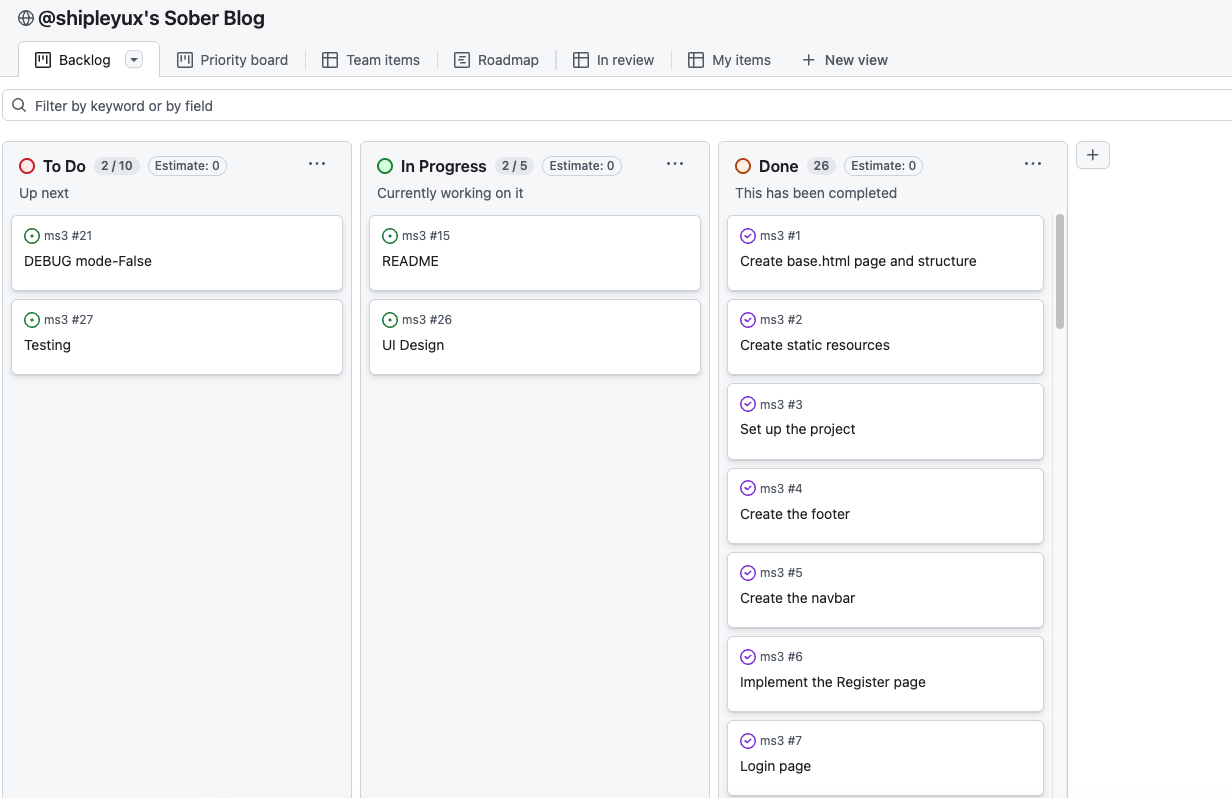 @shipleyux's Sober Blog
Backlog
Priority board
Team items
Roadmap
In review
My items
New view
Filter by keyword or by field
To Do 2 / 10 Estimate: 0
Up next
ms3 #21
DEBUG mode-False
ms3 #27
Testing
In Progress 2 / 5 Estimate: 0
Currently working on it
ms3 #15
README
ms3 #26
UI Design
Done 26 Estimate: 0
This has been completed
ms3 #1
Create base.html page and structure
ms3 #2
Create static resources
ms3 #3
Set up the project
ms3 #4
Create the footer
ms3 #5
Create the navbar
ms3 #6
Implement the Register page
ms3 #7
Login page